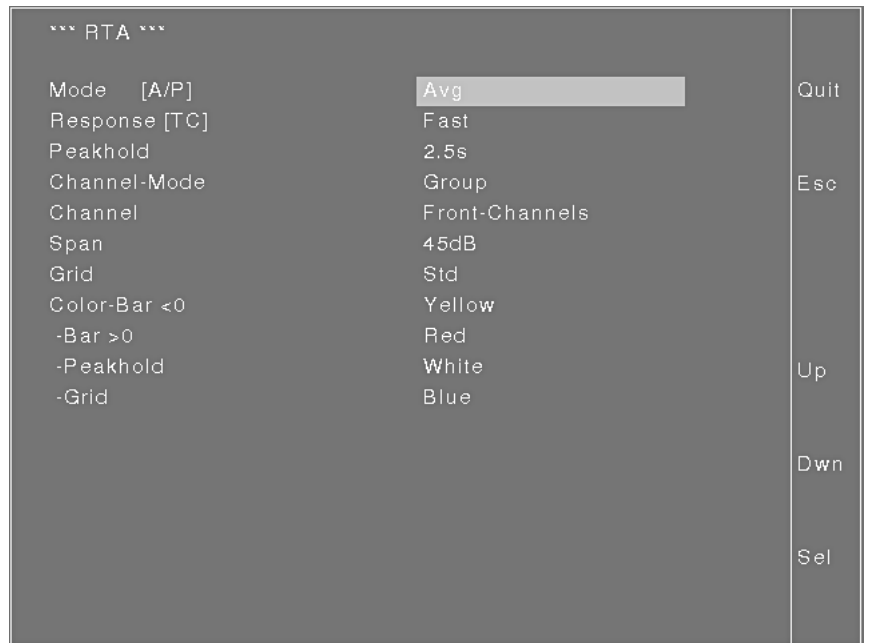 *** RTA ***
Mode [A/P] Avg
Response [TC] Fast
Peakhold 2.5s
Channel-Mode Group
Channel Front-Channels
Span 45dB
Grid Std
Color-Bar <0 Yellow
-Bar >0 Red
-Peakhold White
-Grid Blue
Quit
Esc
Up
Dwn
Sel